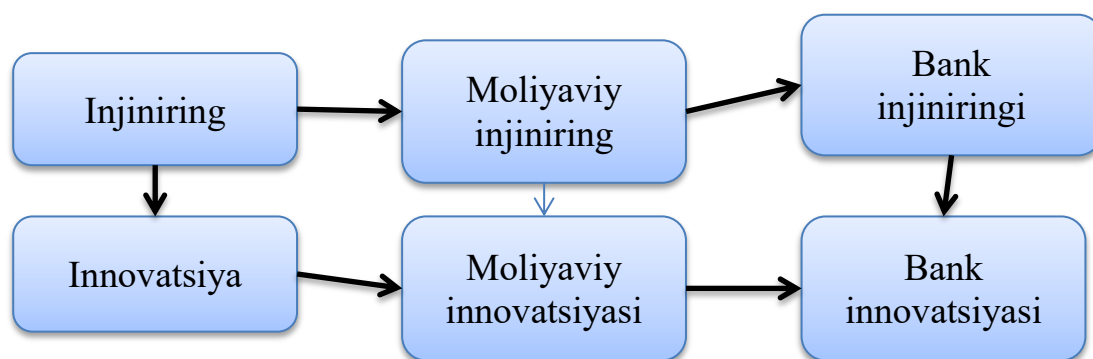 Injiniring
Moliyaviy
injiniring
Bank
injiniringi
Innovatsiya
Moliyaviy
innovatsiyasi
Bank
innovatsiyasi